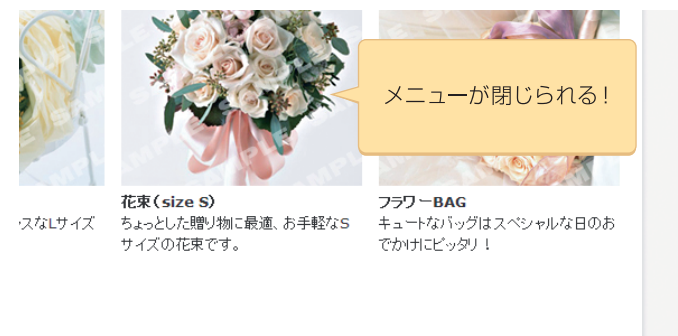 メニューが閉じられる！
花束（size S）
フラワーBAG
スなLサイズ
ちょっとした贈り物に最適、お手軽なS
サイズの花束です。
キュートなバッグはスペシャルな日のお
でかけにピッタリ！
SAMPLE